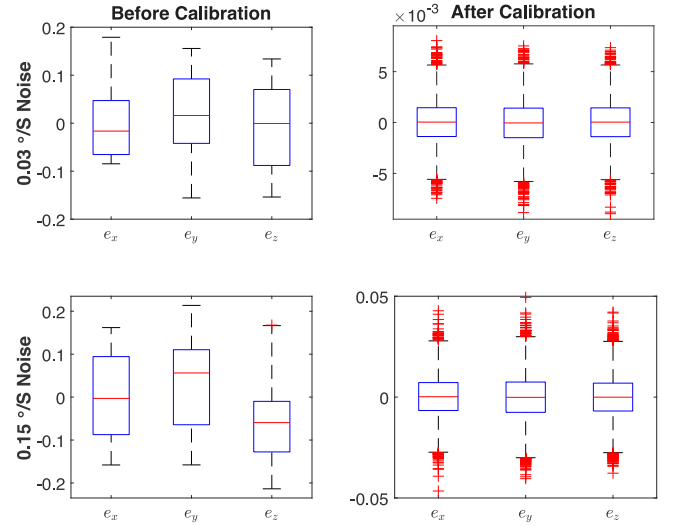 Before Calibration
After Calibration
×10⁻³
0.03 °/S Noise
0.2
0.1
0
-0.1
-0.2
e_x
e_y
e_z
5
0
-5
e_x
e_y
e_z
0.15 °/S Noise
0.2
0.1
0
-0.1
-0.2
e_x
e_y
e_z
0.05
0
-0.05
e_x
e_y
e_z